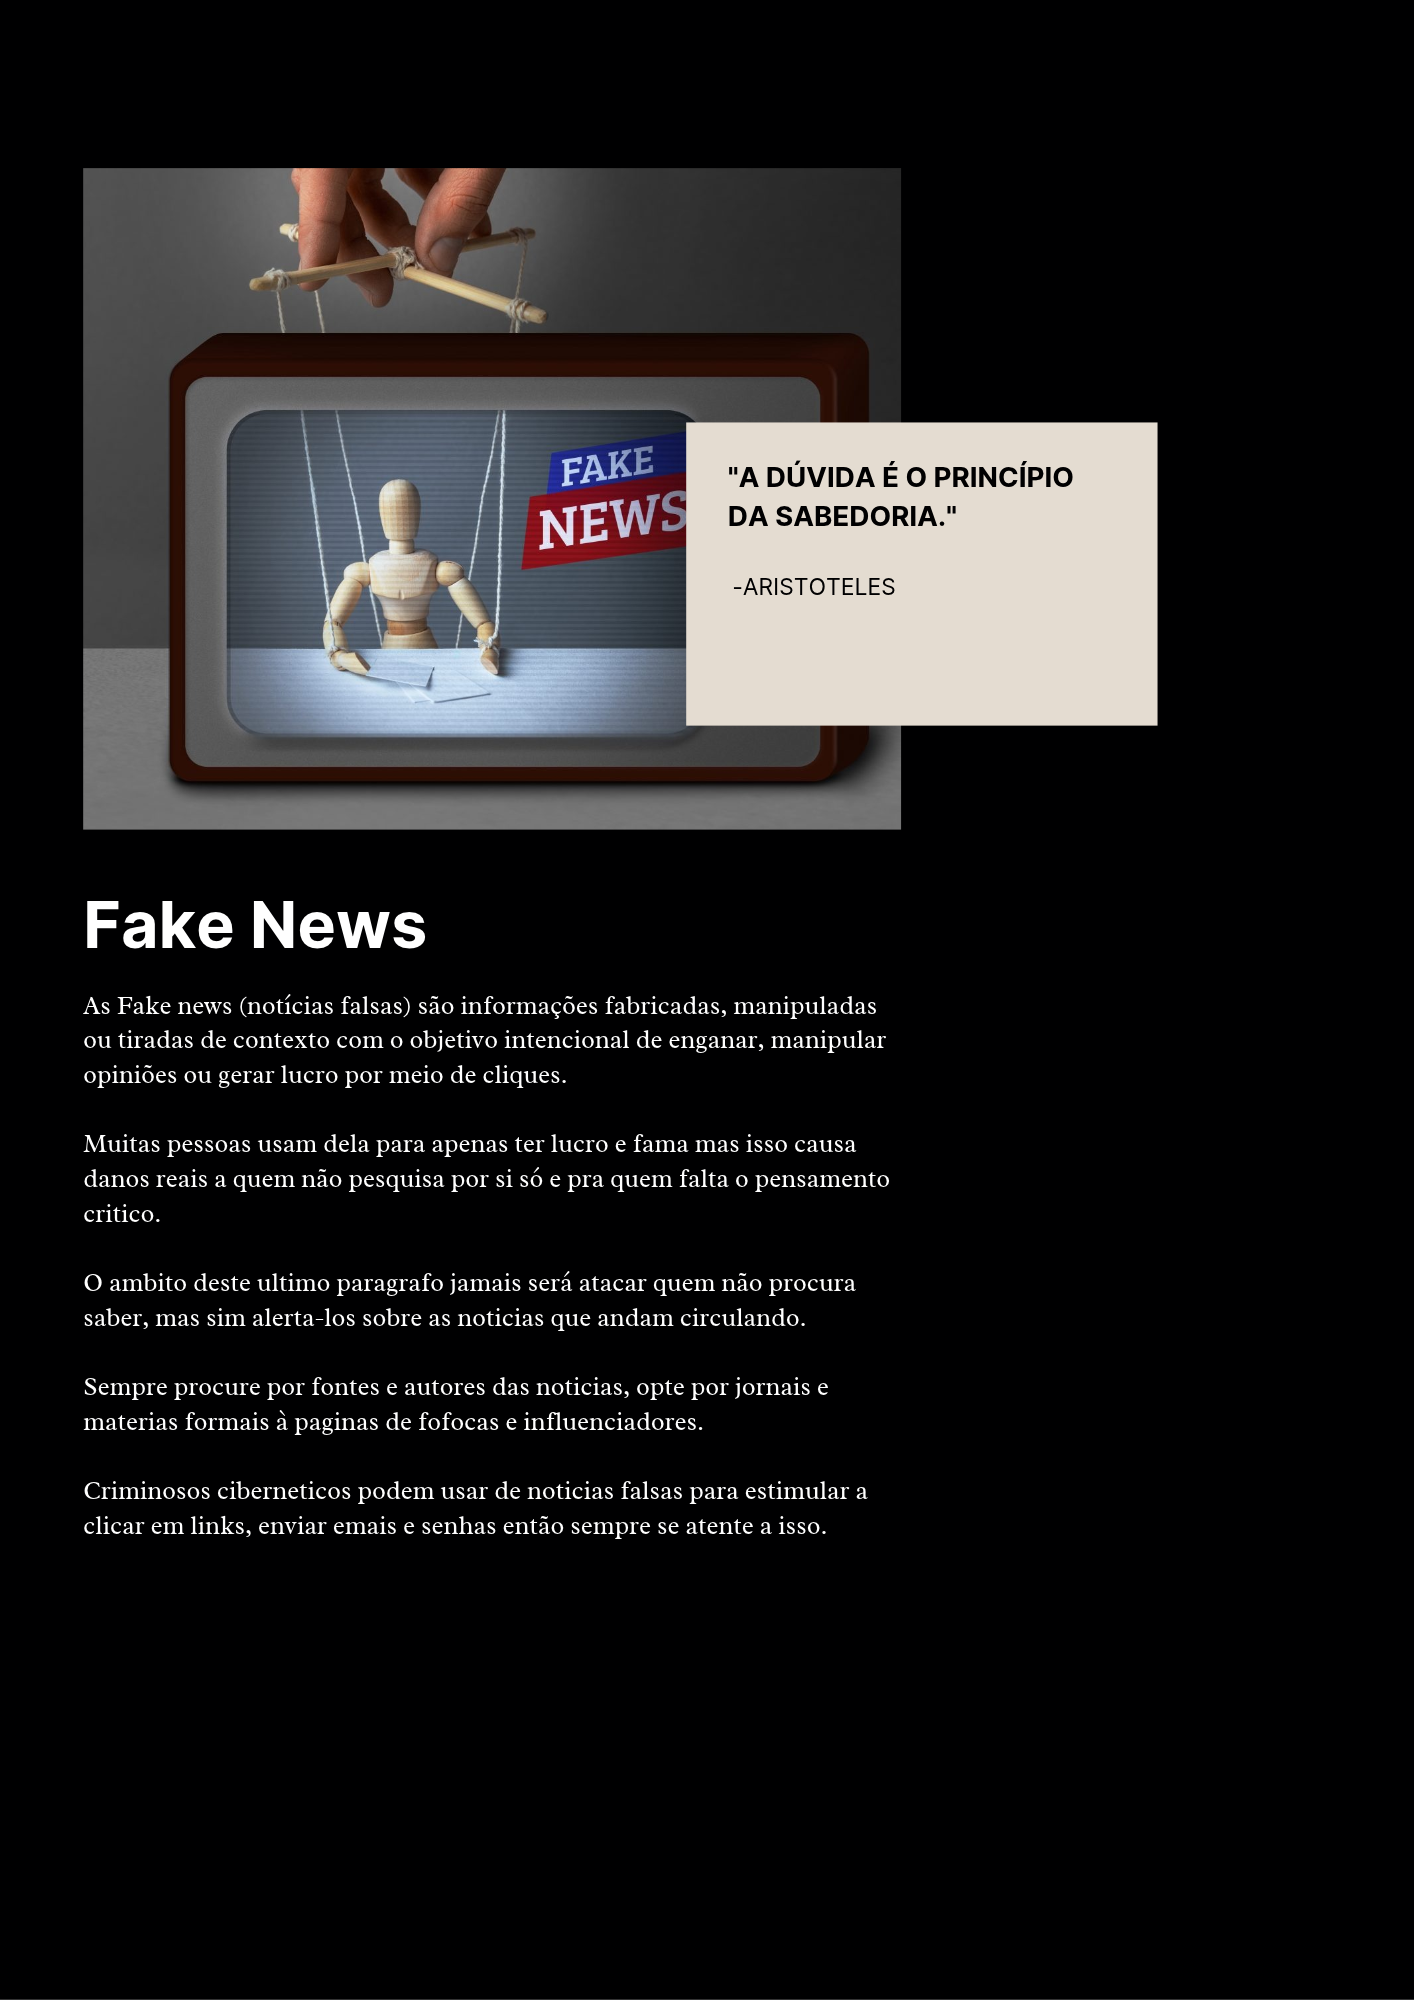 FAKE
NEWS
"A DÚVIDA É O PRINCÍPIO
DA SABEDORIA."
-ARISTOTELES
Fake News
As Fake news (notícias falsas) são informações fabricadas, manipuladas
ou tiradas de contexto com o objetivo intencional de enganar, manipular
opiniões ou gerar lucro por meio de cliques.
Muitas pessoas usam dela para apenas ter lucro e fama mas isso causa
danos reais a quem não pesquisa por si só e pra quem falta o pensamento
critico.
O ambito deste ultimo paragrafo jamais será atacar quem não procura
saber, mas sim alerta-los sobre as noticias que andam circulando.
Sempre procure por fontes e autores das noticias, opte por jornais e
materias formais à paginas de fofocas e influenciadores.
Criminosos ciberneticos podem usar de noticias falsas para estimular a
clicar em links, enviar emais e senhas então sempre se atente a isso.